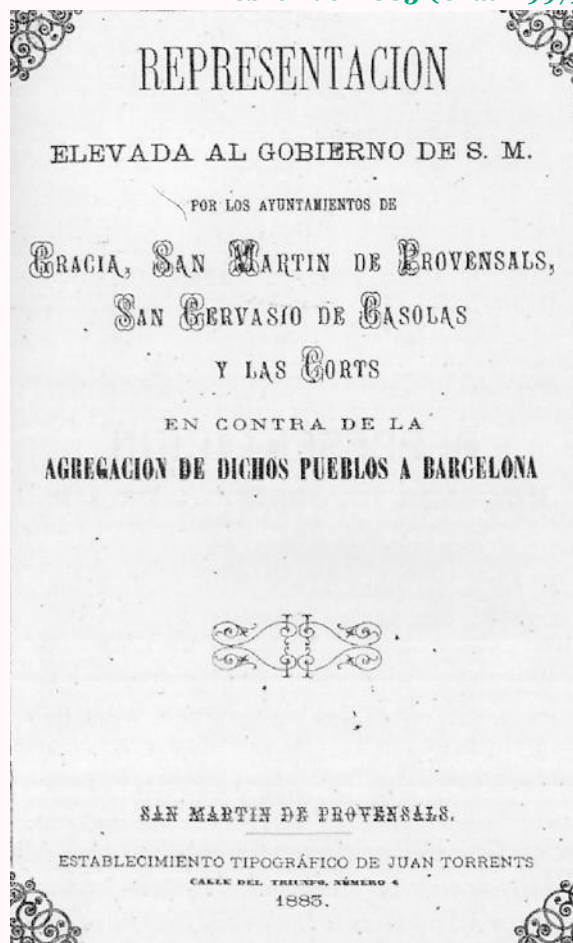 REPRESENTACION
ELEVADA AL GOBIERNO DE S. M.
POR LOS AYUNTAMIENTOS DE
GRACIA, SAN MARTIN DE PROVENSALS,
SAN GERVASIO DE CASOLAS
Y LAS CORTS
EN CONTRA DE LA
AGREGACION DE DICHOS PUEBLOS A BARCELONA
SAN MARTIN DE PROVENSALS.
ESTABLECIMIENTO TIPOGRÁFICO DE JUAN TORRENTS
CALLE DEL TRIUNFO, NÚMERO 4
1883.